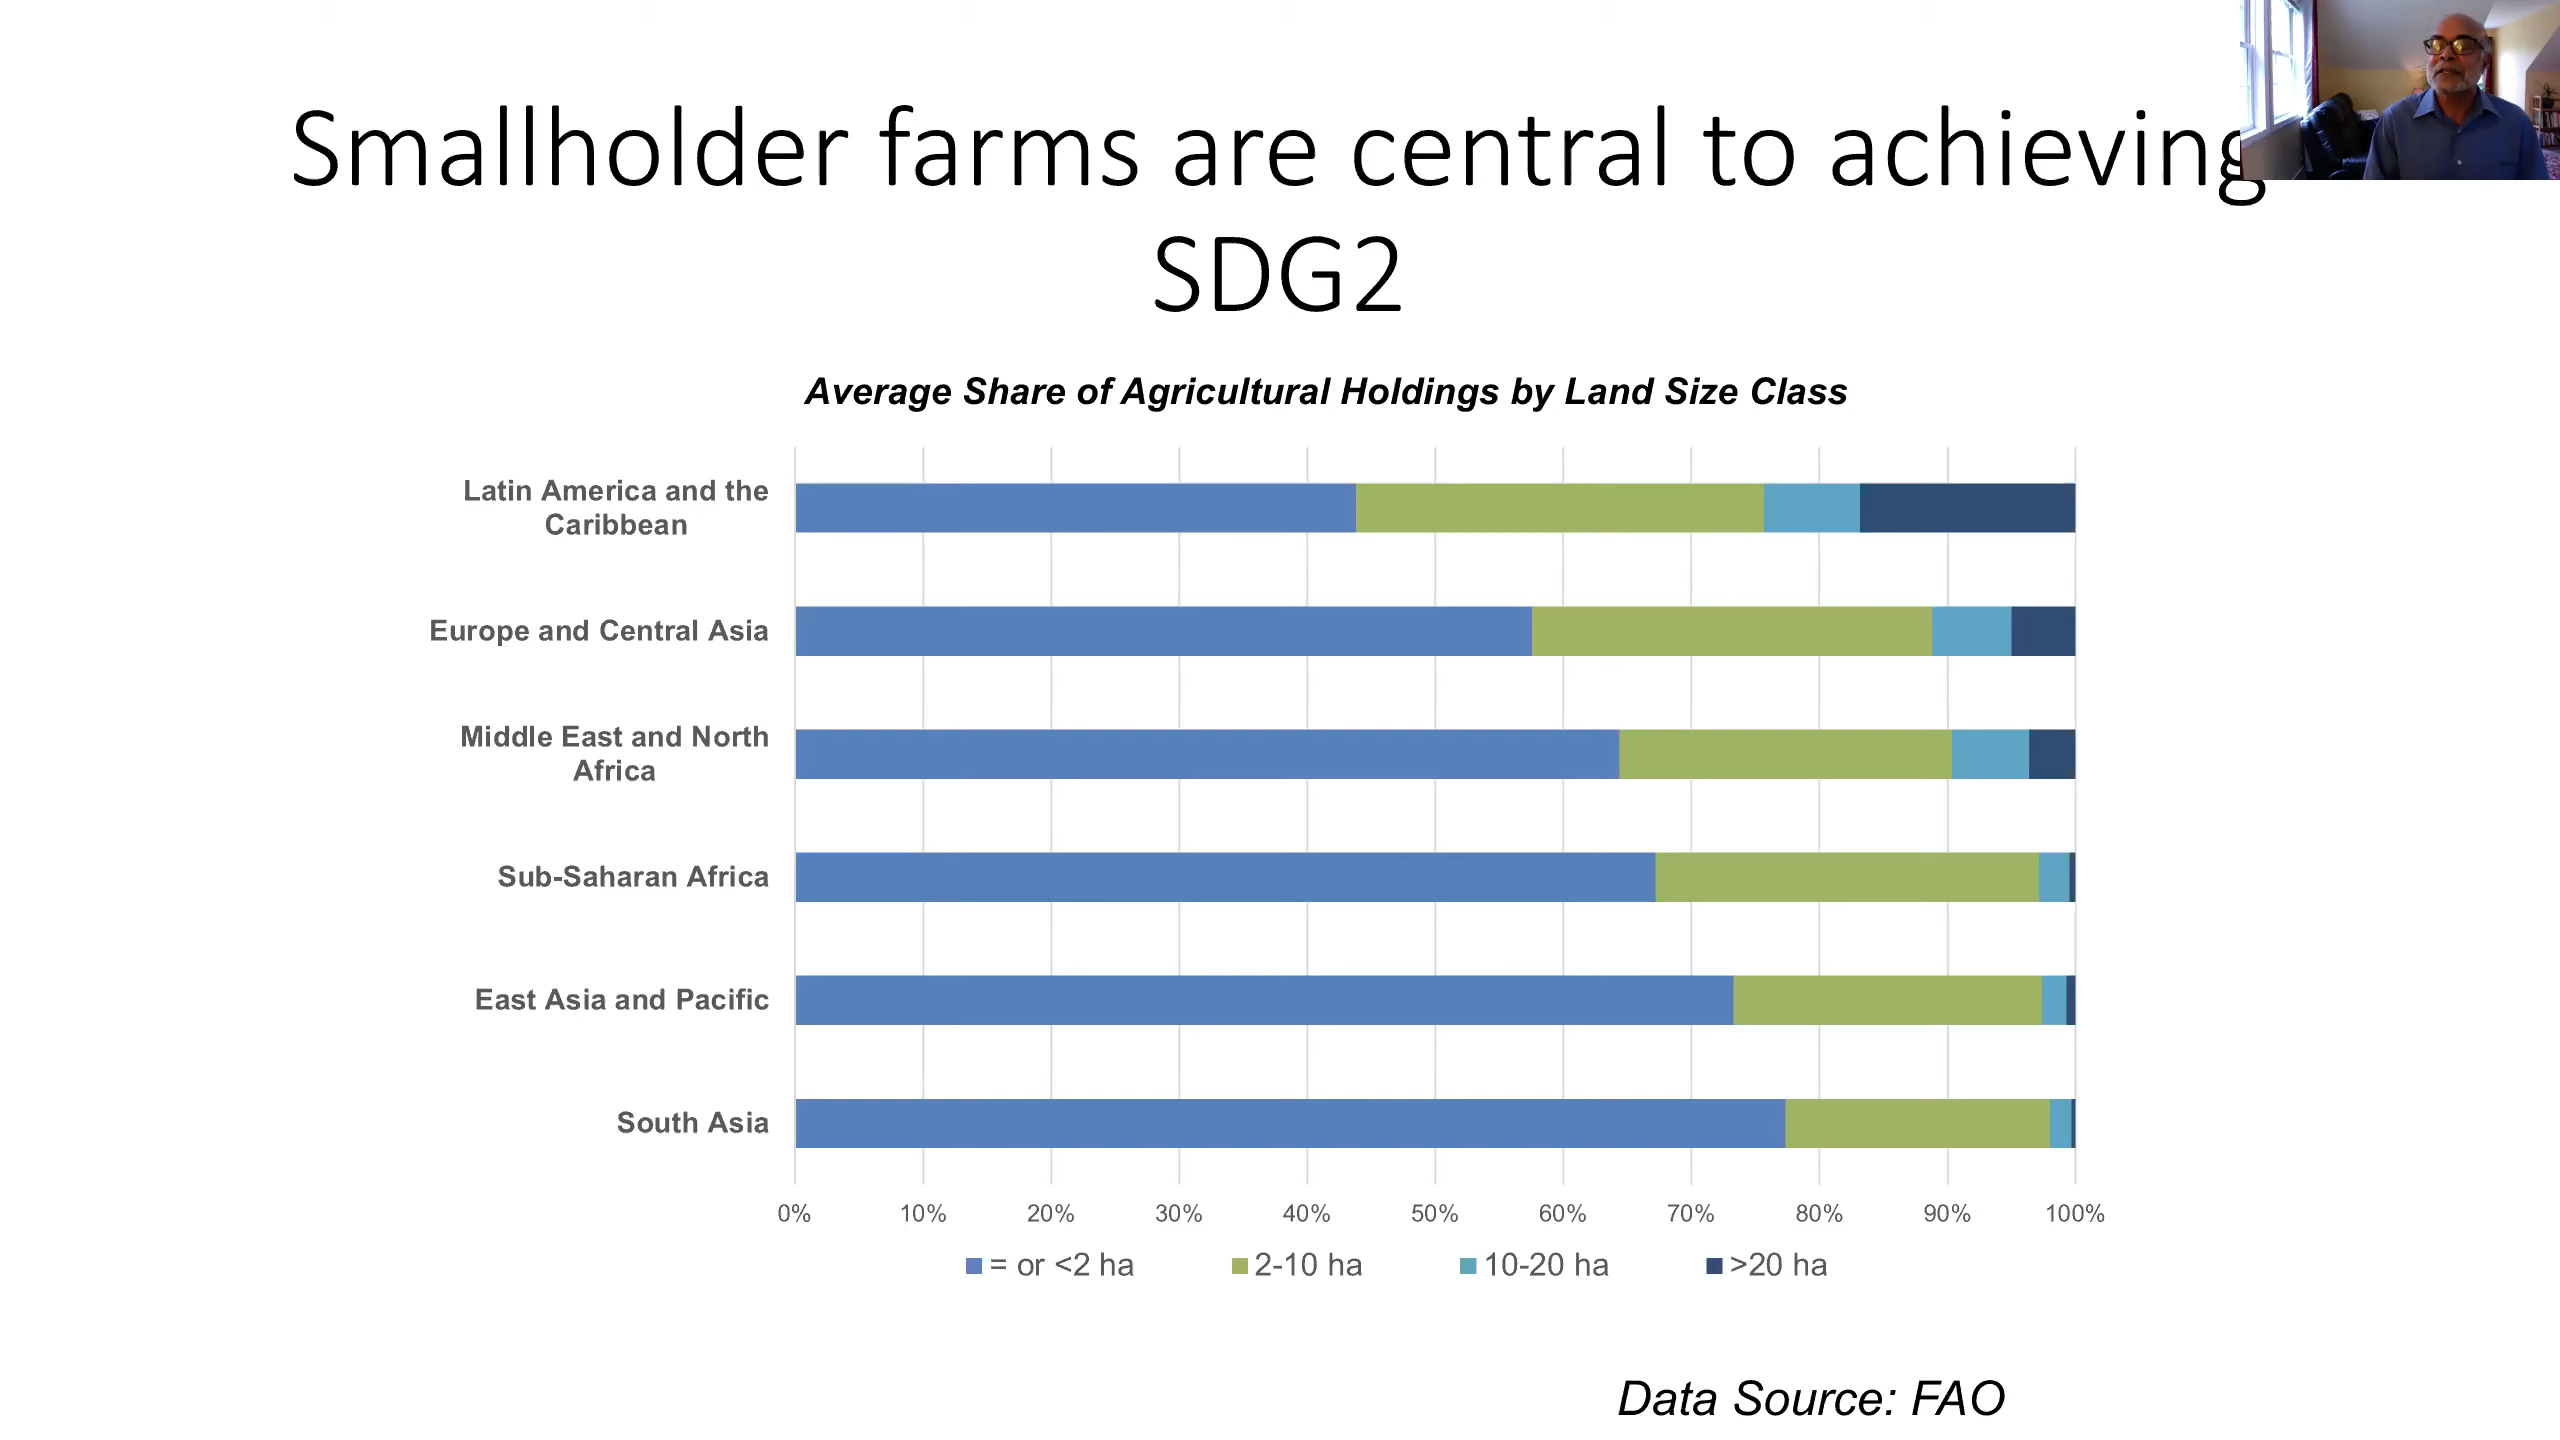 Smallholder farms are central to achieving
SDG2
Average Share of Agricultural Holdings by Land Size Class
Latin America and the
Caribbean
Europe and Central Asia
Middle East and North
Africa
Sub-Saharan Africa
East Asia and Pacific
South Asia
0% 10% 20% 30% 40% 50% 60% 70% 80% 90% 100%
= or <2 ha 2-10 ha 10-20 ha >20 ha
Data Source: FAO